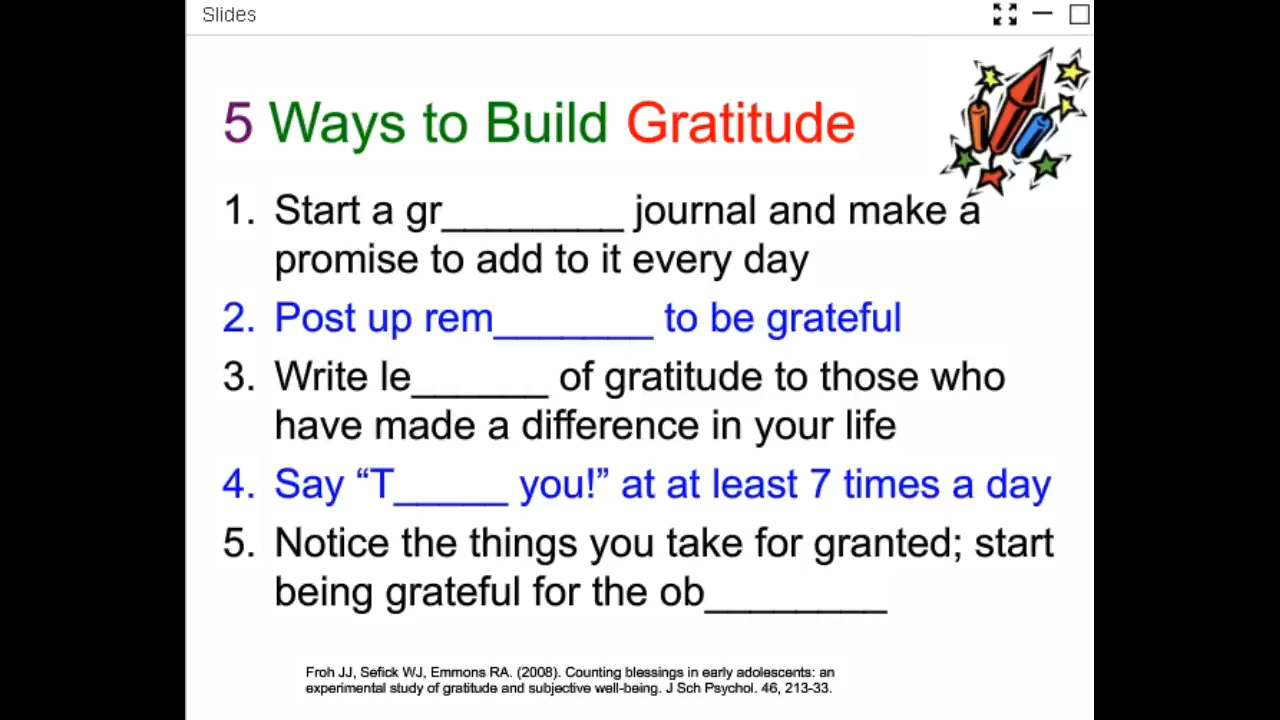 Slides
5 Ways to Build Gratitude
1. Start a gr________ journal and make a
promise to add to it every day
2. Post up rem_______ to be grateful
3. Write le______ of gratitude to those who
have made a difference in your life
4. Say “T_____ you!” at at least 7 times a day
5. Notice the things you take for granted; start
being grateful for the ob________
Froh JJ, Sefick WJ, Emmons RA. (2008). Counting blessings in early adolescents: an
experimental study of gratitude and subjective well-being. J Sch Psychol. 46, 213-33.